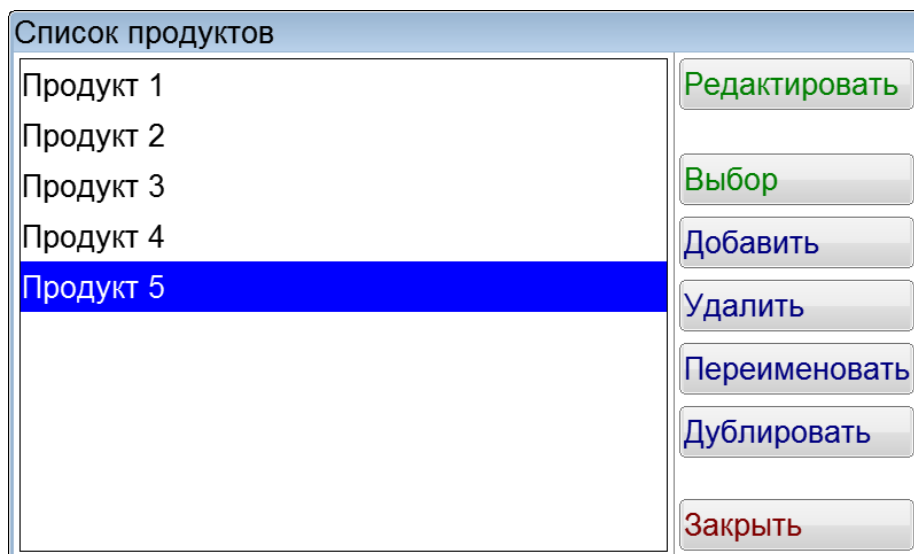 Список продуктов
Продукт 1
Продукт 2
Продукт 3
Продукт 4
Продукт 5
Редактировать
Выбор
Добавить
Удалить
Переименовать
Дублировать
Закрыть